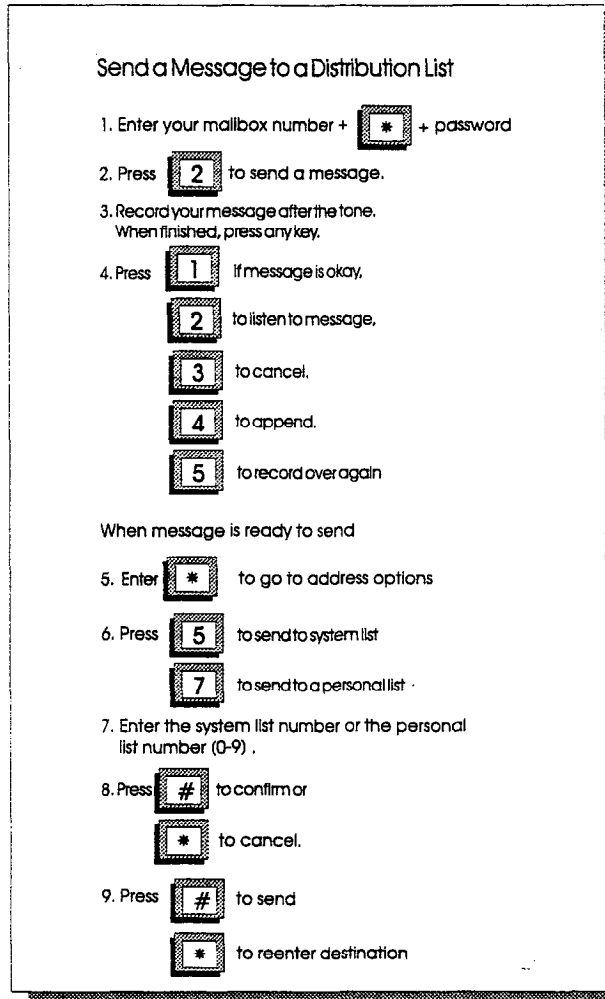 Send a Message to a Distribution List
1. Enter your mailbox number + * + password
2. Press 2 to send a message.
3. Record your message after the tone.
When finished, press any key.
4. Press 1 if message is okay,
2 to listen to message,
3 to cancel,
4 to append.
5 to record over again
When message is ready to send
5. Enter * to go to address options
6. Press 5 to send to system list
7 to send to a personal list
7. Enter the system list number or the personal
list number (0-9) .
8. Press # to confirm or
* to cancel.
9. Press # to send
* to reenter destination